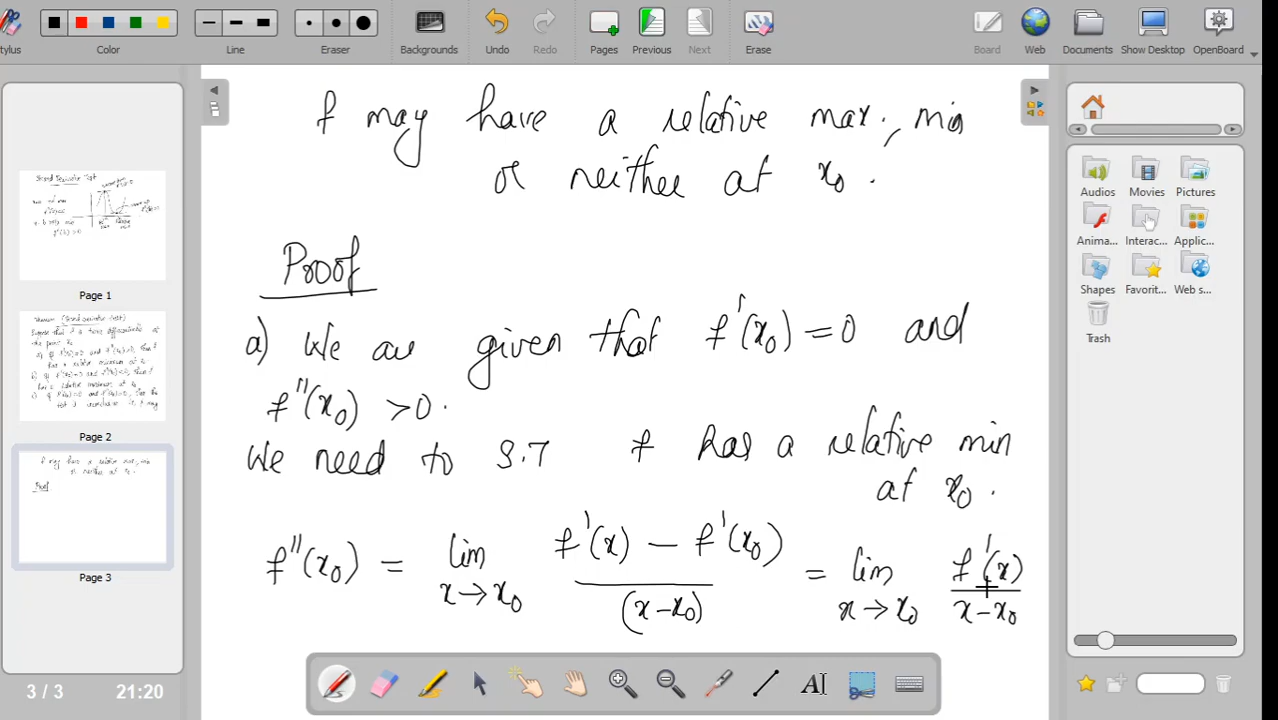 Stylus Color Line Eraser Backgrounds Undo Redo Pages Previous Next Erase Board Web Documents Show Desktop OpenBoard
f may have a relative max., min
or neither at x₀ .
Proof
a) We are given that f'(x₀) = 0 and
f''(x₀) > 0.
We need to S.T f has a relative min
at x₀ .
f''(x₀) = lim x→x₀ f'(x) − f'(x₀) / (x−x₀) = lim x→x₀ f'(x) / x−x₀
Page 1
Page 2
Proof
Page 3
3 / 3 21:20
Audios Movies Pictures
Anima... Interac... Applic...
Shapes Favorit... Web s...
Trash